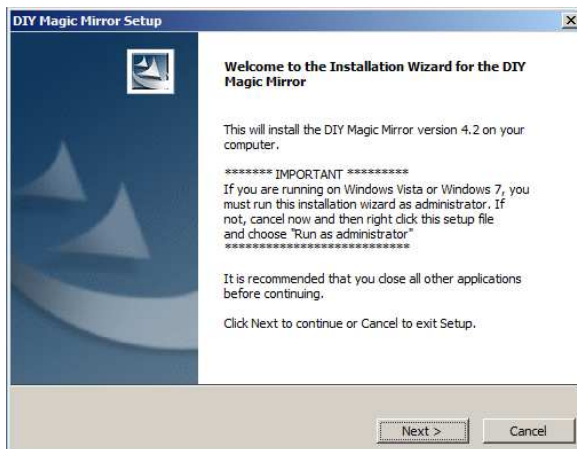 DIY Magic Mirror Setup
Welcome to the Installation Wizard for the DIY
Magic Mirror
This will install the DIY Magic Mirror version 4.2 on your
computer.
******* IMPORTANT *********
If you are running on Windows Vista or Windows 7, you
must run this installation wizard as administrator. If
not, cancel now and then right click this setup file
and choose "Run as administrator"
***************************
It is recommended that you close all other applications
before continuing.
Click Next to continue or Cancel to exit Setup.
Next >
Cancel